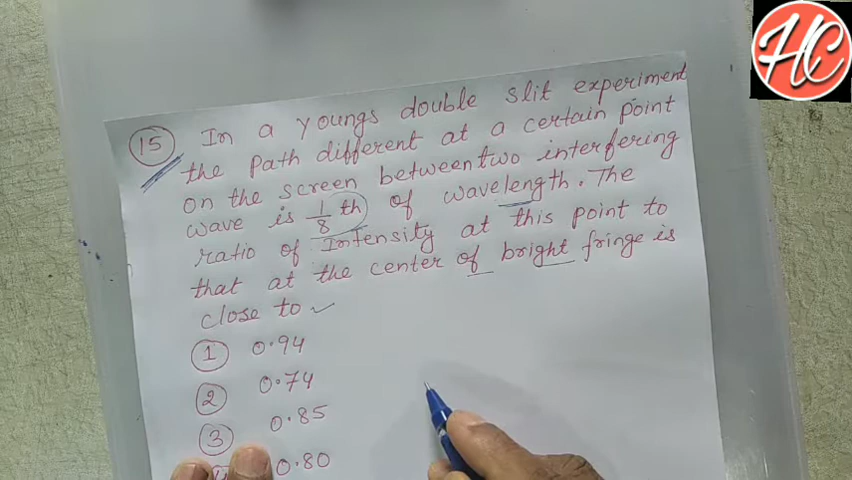 HC
15 In a youngs double slit experiment
the path different at a certain point
on the screen between two interfering
wave is 1/8 th of wavelength. The
ratio of Intensity at this point to
that at the center of bright fringe is
close to ✓
1 0.94
2 0.74
3 0.85
0.80